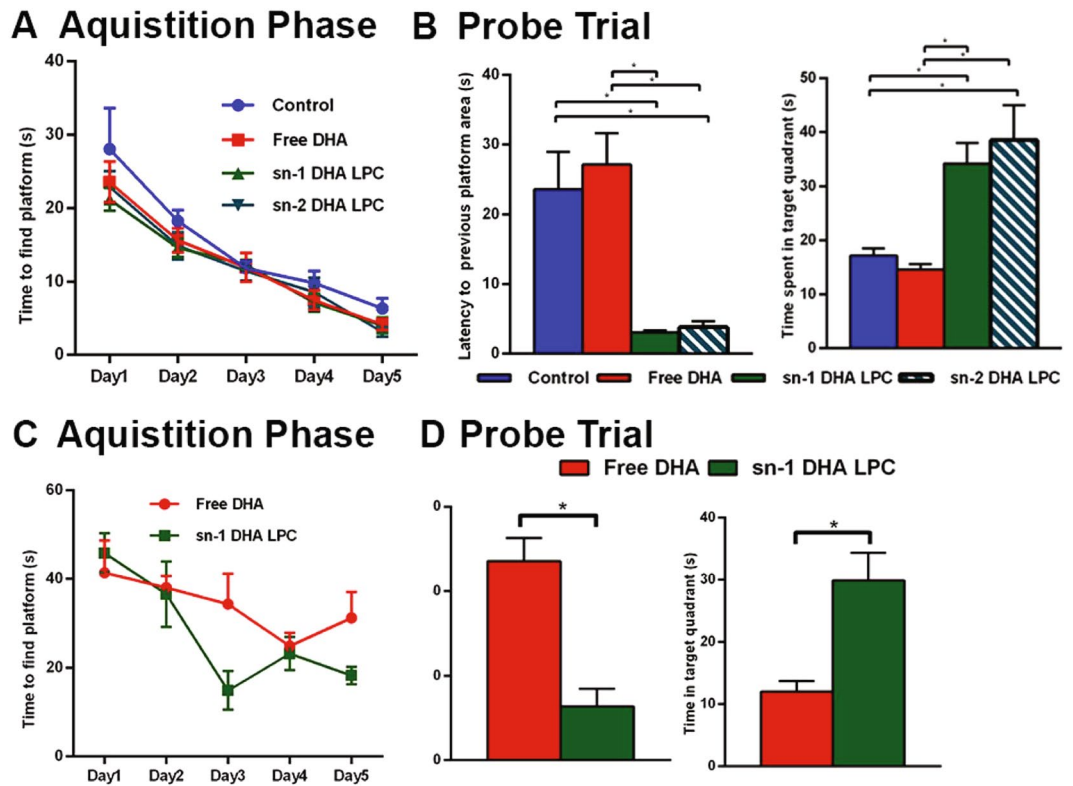 A Aquistition Phase
Time to find platform (s)
40
30
20
10
0
Control
Free DHA
sn-1 DHA LPC
sn-2 DHA LPC
Day1 Day2 Day3 Day4 Day5
B Probe Trial
Latency to previous platform area (s)
40
30
20
10
0
*
*
*
*
Time spent in target quadrant (s)
50
40
30
20
10
0
*
*
*
*
Control Free DHA sn-1 DHA LPC sn-2 DHA LPC
C Aquistition Phase
Time to find platform (s)
60
40
20
0
Free DHA
sn-1 DHA LPC
Day1 Day2 Day3 Day4 Day5
D Probe Trial
Free DHA sn-1 DHA LPC
0
0
0
0
*
Time in target quadrant (s)
40
30
20
10
0
*